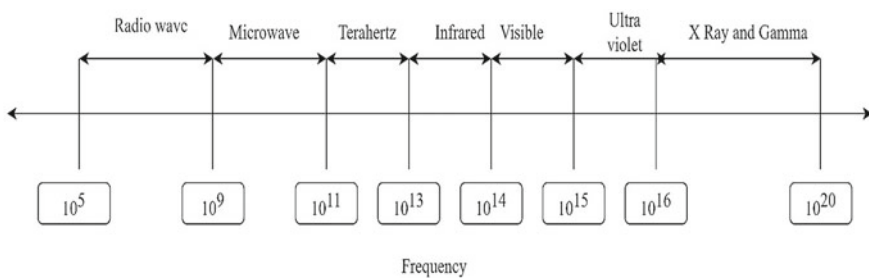 Radio wavc
Microwave
Terahertz
Infrared
Visible
Ultra
violet
X Ray and Gamma
10^5
10^9
10^11
10^13
10^14
10^15
10^16
10^20
Frequency